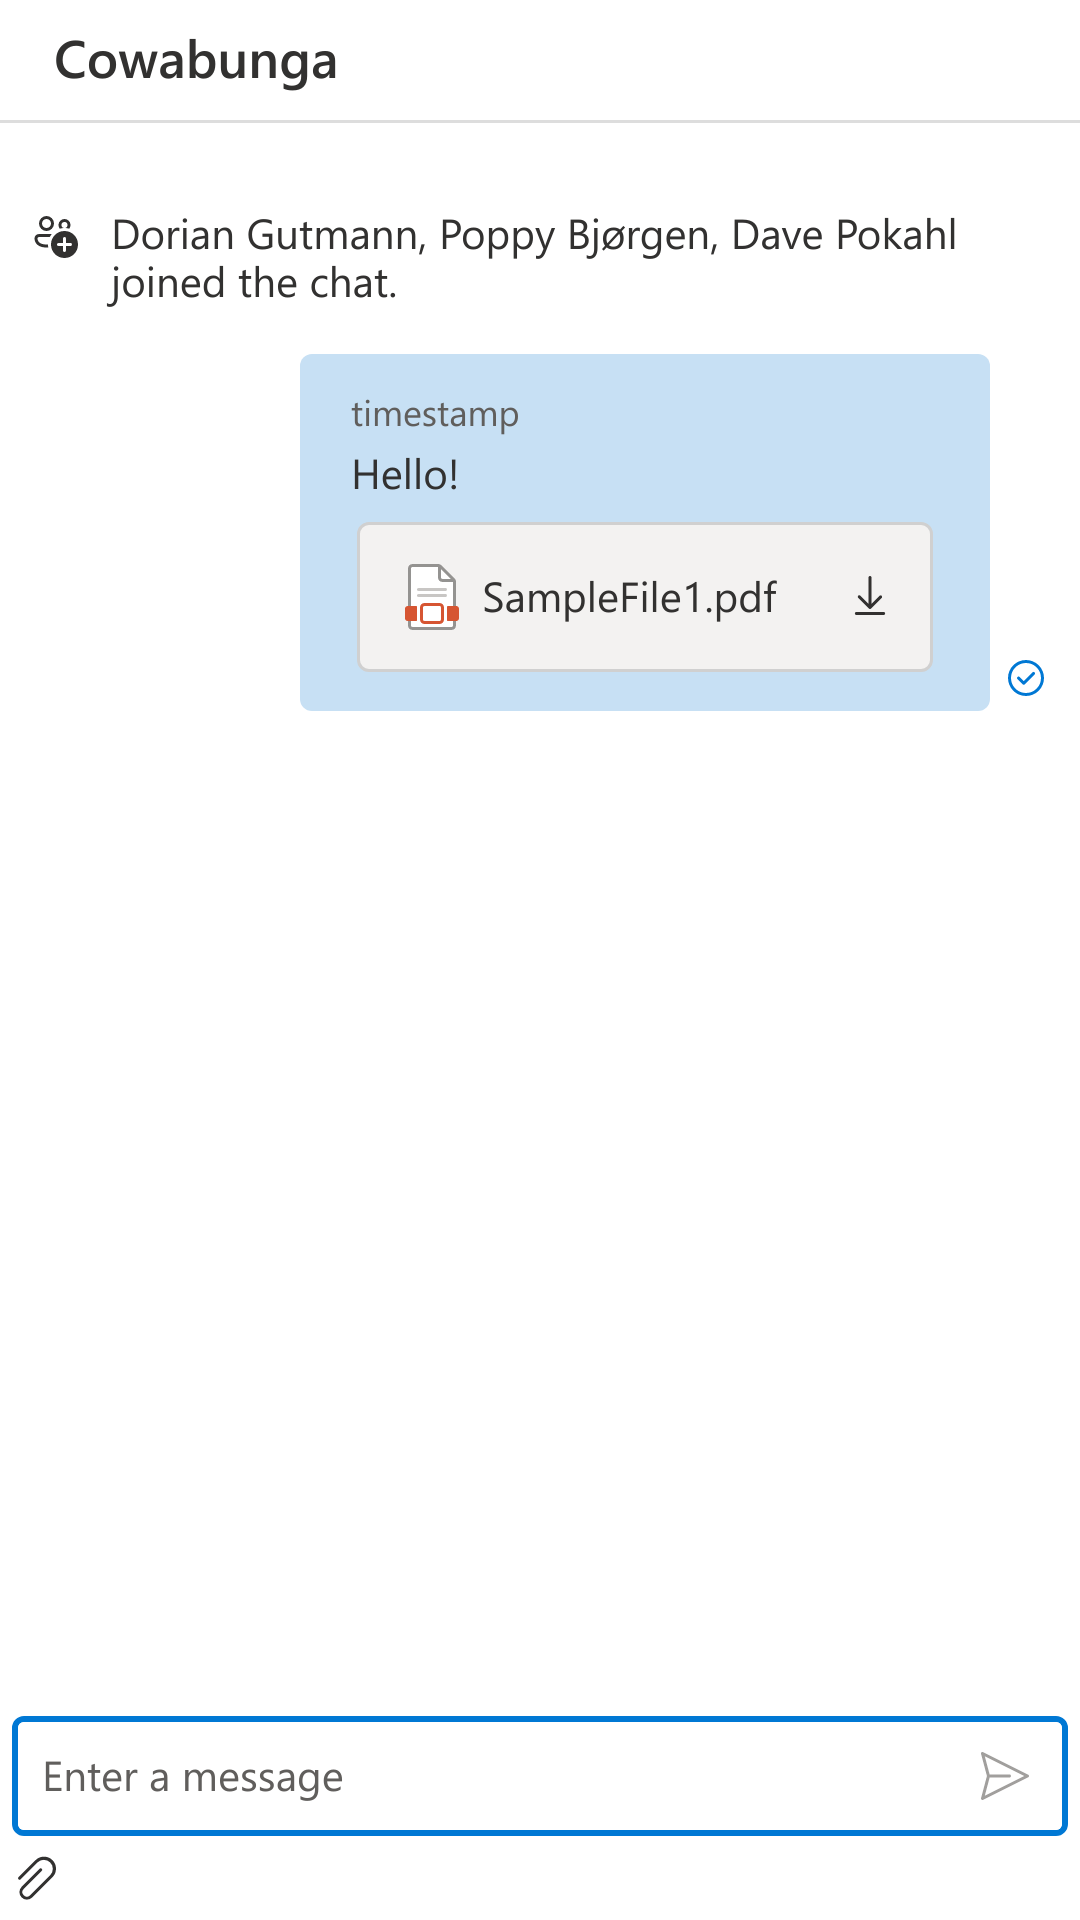 Cowabunga
Dorian Gutmann, Poppy Bjørgen, Dave Pokahl
joined the chat.
timestamp
Hello!
SampleFile1.pdf
Enter a message